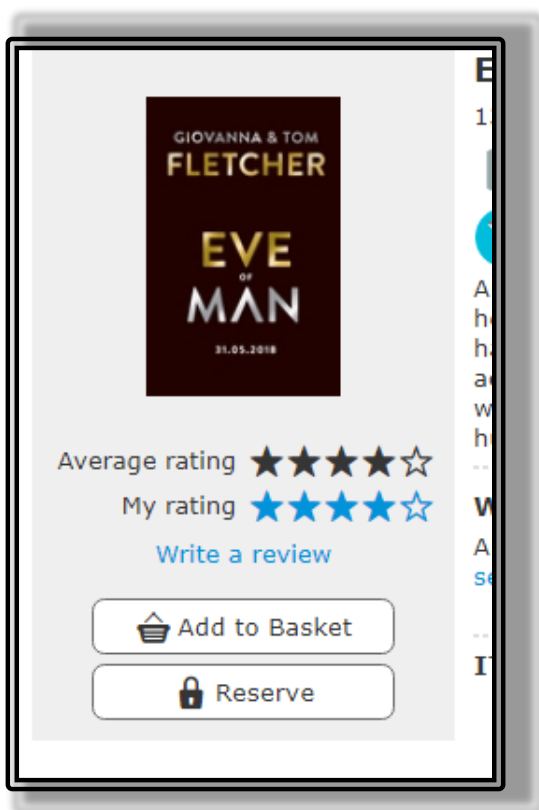 GIOVANNA & TOM
FLETCHER
EVE
OF
MAN
31.05.2018
Average rating
My rating
Write a review
Add to Basket
Reserve